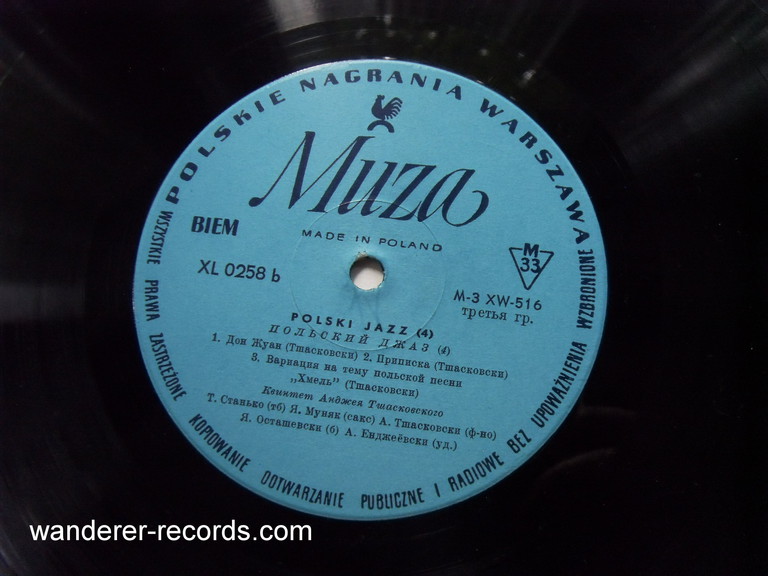 POLSKIE NAGRANIA WARSZAWA
Muza
MADE IN POLAND
BIEM
XL 0258 b
M
33
M-3 XW-516
третья гр.
POLSKI JAZZ (4)
ПОЛЬСКИЙ ДЖАЗ (4)
1. Дон Жуан (Тшасковски) 2. Приписка (Тшасковски)
3. Вариация на тему польской песни
„Хмель" (Тшасковски)
Квинтет Анджея Тшасковского
Т. Станько (тб) Я. Муняк (сакс) А. Тшасковски (ф-но)
Я. Осташевски (б) А. Енджеёвски (уд.)
WSZYSTKIE PRAWA ZASTRZEŻONE KOPIOWANIE ODTWARZANIE PUBLICZNE I RADIOWE BEZ UPOWAŻNIENIA WZBRONIONE
wanderer-records.com